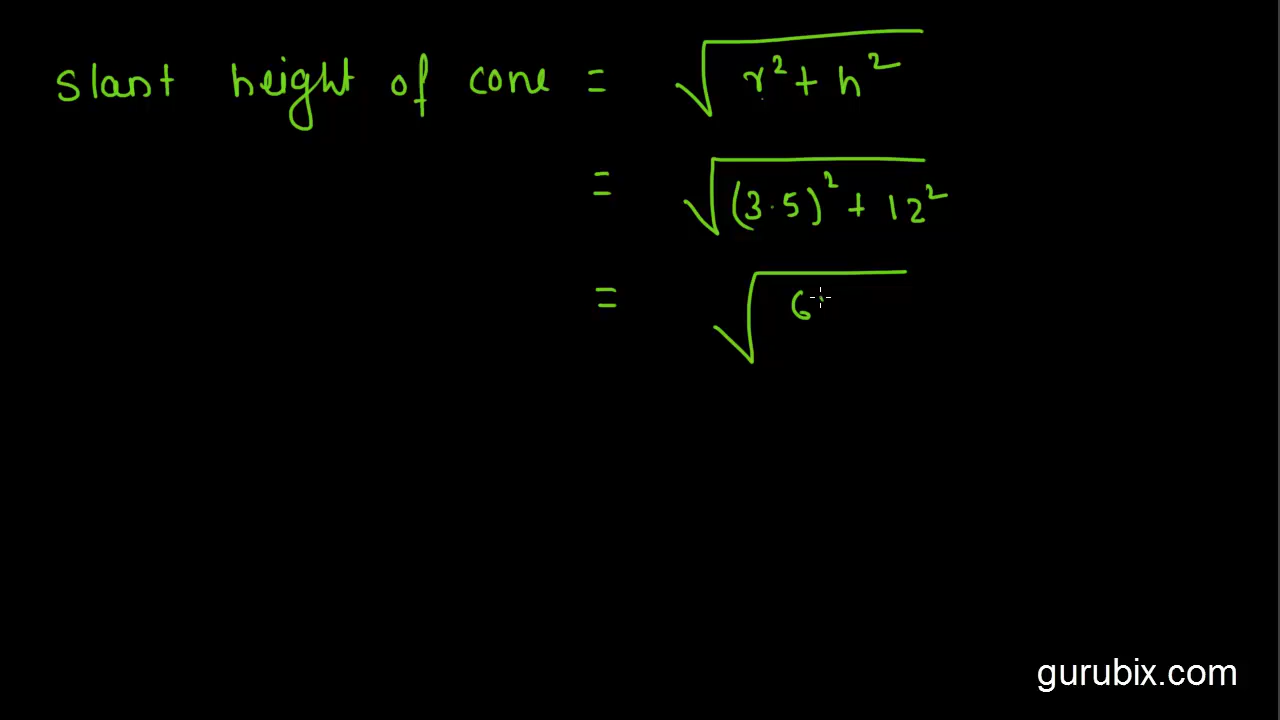 slant height of cone = √(r² + h²)
= √((3.5)² + 12²)
= √6
gurubix.com